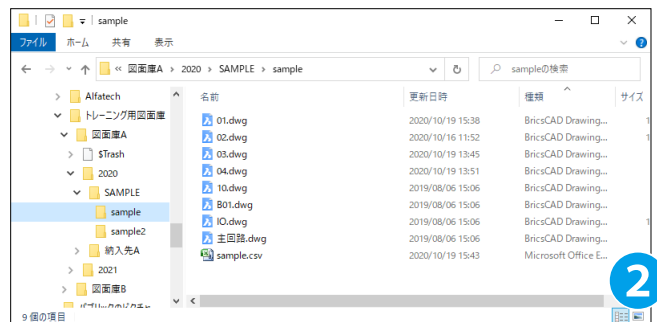 sample
ファイル ホーム 共有 表示
« 図面庫A › 2020 › SAMPLE › sample sampleの検索
名前 更新日時 種類 サイズ
Alfatech
トレーニング用図面庫
図面庫A
$Trash
2020
SAMPLE
sample
sample2
納入先A
2021
図面庫B
01.dwg 2020/10/19 15:38 BricsCAD Drawing... 1
02.dwg 2020/10/16 11:52 BricsCAD Drawing... 1
03.dwg 2020/10/19 13:45 BricsCAD Drawing...
04.dwg 2020/10/19 13:51 BricsCAD Drawing...
10.dwg 2019/08/06 15:06 BricsCAD Drawing...
B01.dwg 2019/08/06 15:06 BricsCAD Drawing...
IO.dwg 2019/08/06 15:06 BricsCAD Drawing... 1
主回路.dwg 2019/08/06 15:06 BricsCAD Drawing...
sample.csv 2020/10/19 15:43 Microsoft Office E...
2
9 個の項目